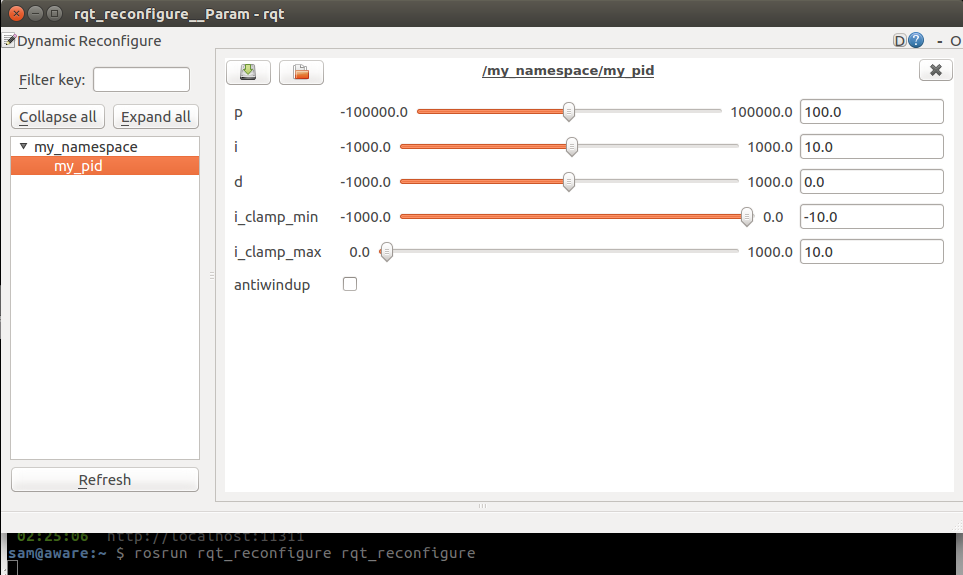 rqt_reconfigure__Param - rqt
Dynamic Reconfigure D ? - O
Filter key:
Collapse all Expand all
my_namespace
my_pid
Refresh
/my_namespace/my_pid
p -100000.0 100000.0 100.0
i -1000.0 1000.0 10.0
d -1000.0 1000.0 0.0
i_clamp_min -1000.0 0.0 -10.0
i_clamp_max 0.0 1000.0 10.0
antiwindup
02:25:06 http://localhost:11311
sam@aware:~ $ rosrun rqt_reconfigure rqt_reconfigure